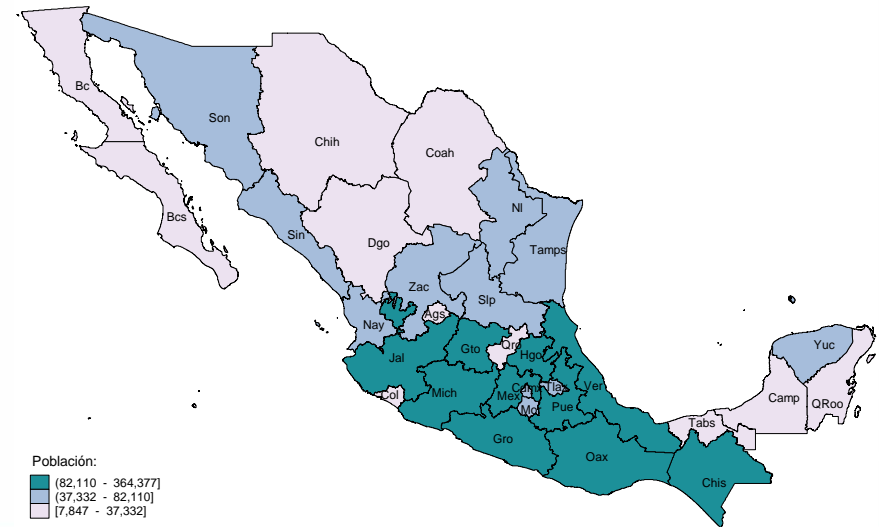 Bc
Son
Chih
Coah
Bcs
Sin
Dgo
Nl
Tamps
Zac
Slp
Nay
Ags
Jal
Gto
Qro
Hgo
Col
Mich
Mex
Cdmx
Tlax
Mor
Pue
Ver
Gro
Oax
Chis
Tabs
Camp
QRoo
Yuc
Población:
(82,110 - 364,377]
(37,332 - 82,110]
[7,847 - 37,332]